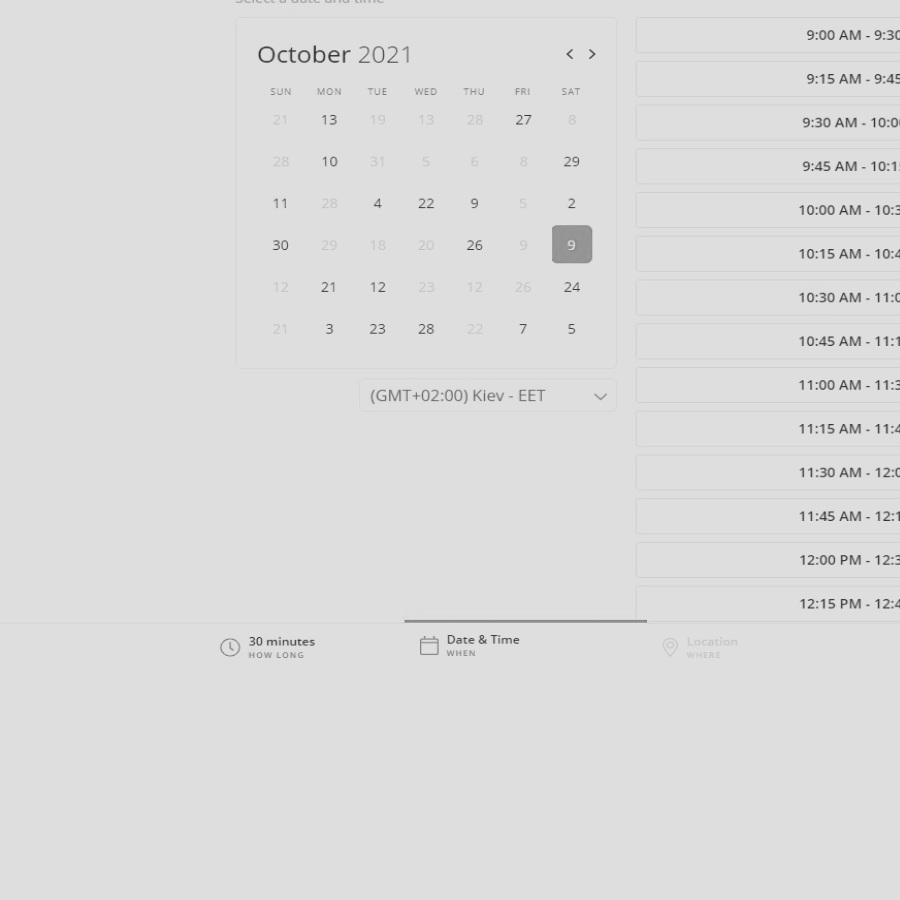 Select a date and time
October 2021
SUN MON TUE WED THU FRI SAT
21 13 19 13 28 27 8
28 10 31 5 6 8 29
11 28 4 22 9 5 2
30 29 18 20 26 9 9
12 21 12 23 12 26 24
21 3 23 28 22 7 5
(GMT+02:00) Kiev - EET
9:00 AM - 9:30
9:15 AM - 9:45
9:30 AM - 10:0
9:45 AM - 10:1
10:00 AM - 10:3
10:15 AM - 10:4
10:30 AM - 11:0
10:45 AM - 11:1
11:00 AM - 11:3
11:15 AM - 11:4
11:30 AM - 12:0
11:45 AM - 12:1
12:00 PM - 12:3
12:15 PM - 12:4
30 minutes
HOW LONG
Date & Time
WHEN
Location
WHERE